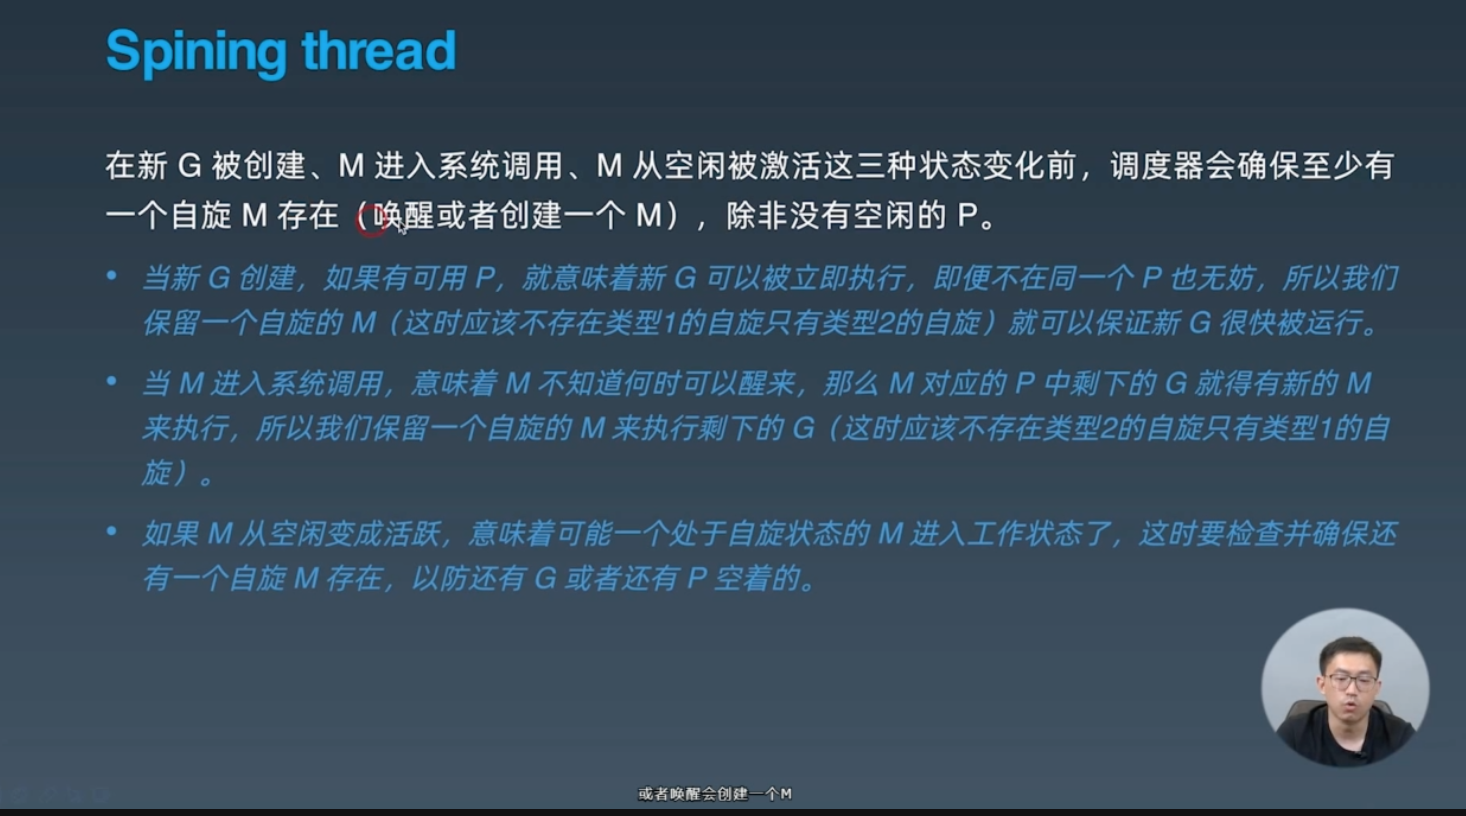 Spining thread
在新 G 被创建、M 进入系统调用、M 从空闲被激活这三种状态变化前，调度器会确保至少有
一个自旋 M 存在（唤醒或者创建一个 M），除非没有空闲的 P。
• 当新 G 创建，如果有可用 P，就意味着新 G 可以被立即执行，即便不在同一个 P 也无妨，所以我们
保留一个自旋的 M（这时应该不存在类型1的自旋只有类型2的自旋）就可以保证新 G 很快被运行。
• 当 M 进入系统调用，意味着 M 不知道何时可以醒来，那么 M 对应的 P 中剩下的 G 就得有新的 M
来执行，所以我们保留一个自旋的 M 来执行剩下的 G（这时应该不存在类型2的自旋只有类型1的自
旋）。
• 如果 M 从空闲变成活跃，意味着可能一个处于自旋状态的 M 进入工作状态了，这时要检查并确保还
有一个自旋 M 存在，以防还有 G 或者还有 P 空着的。
或者唤醒会创建一个M